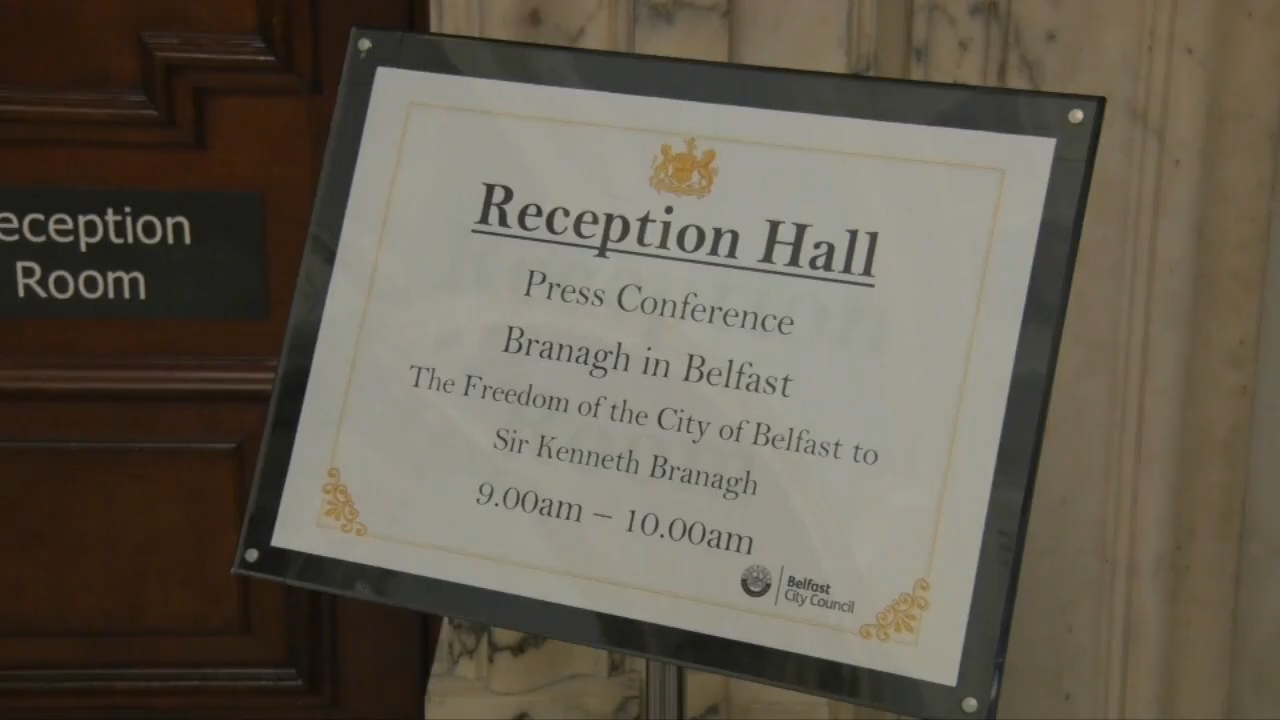 eception
Room
Reception Hall
Press Conference
Branagh in Belfast
The Freedom of the City of Belfast to
Sir Kenneth Branagh
9.00am – 10.00am
Belfast
City Council